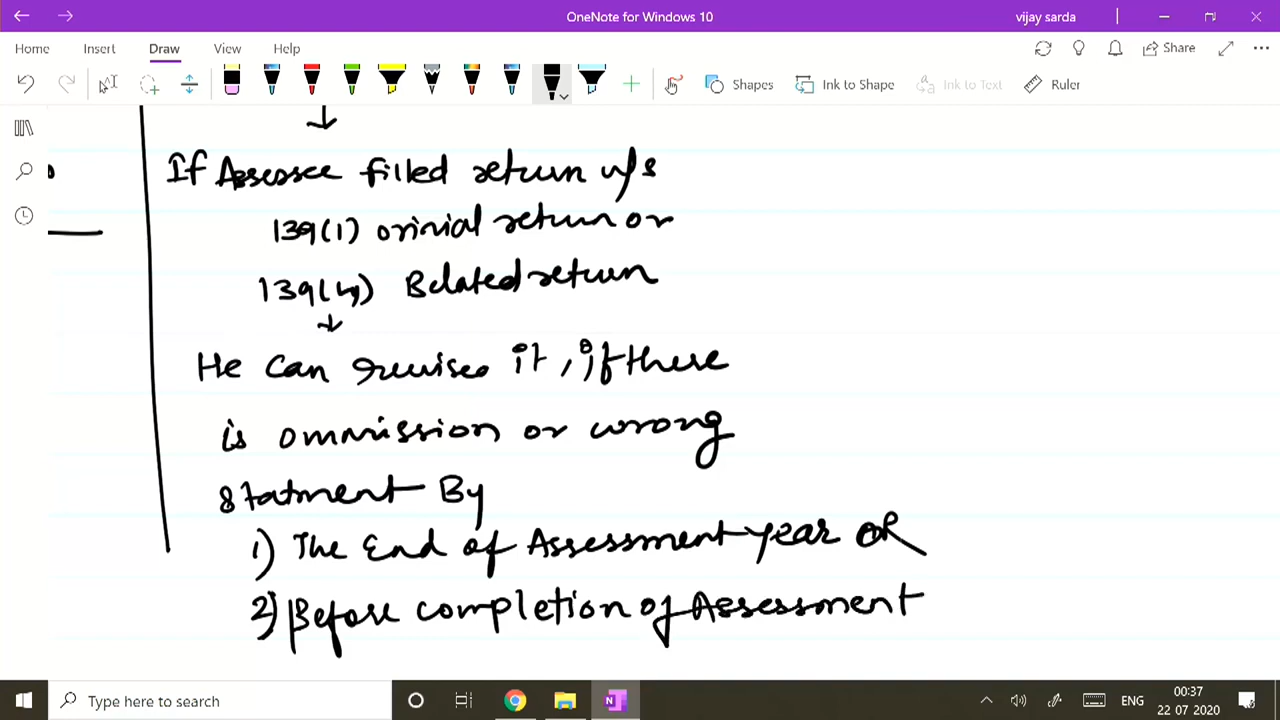 OneNote for Windows 10
vijay sarda
Home Insert Draw View Help
Share
Shapes Ink to Shape Ink to Text Ruler
If Assessee filled return u/s
139(1) orinial return or
139(4) Belated return
He can revises it, if there
is ommission or wrong
statment By
1) The End of Assessment year OR
2) Before completion of Assessment
Type here to search
ENG
00:37
22-07-2020